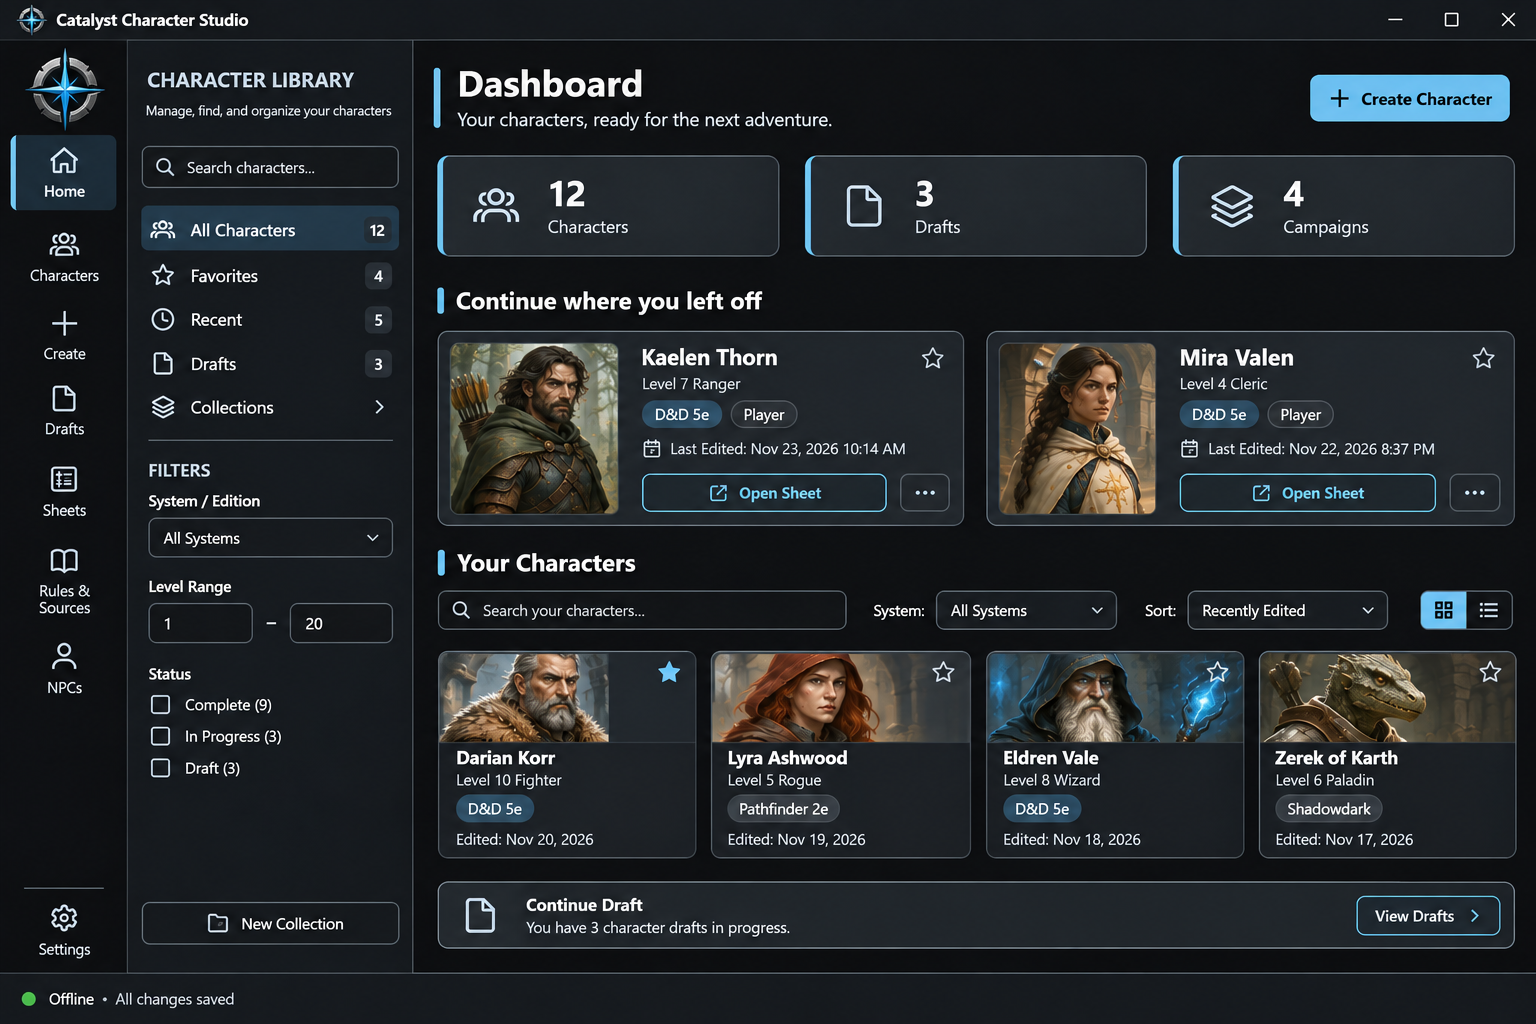 Catalyst Character Studio
Home
Characters
Create
Drafts
Sheets
Rules &
Sources
NPCs
Settings
CHARACTER LIBRARY
Manage, find, and organize your characters
Search characters...
All Characters 12
Favorites 4
Recent 5
Drafts 3
Collections
FILTERS
System / Edition
All Systems
Level Range
1 – 20
Status
Complete (9)
In Progress (3)
Draft (3)
New Collection
Dashboard
Your characters, ready for the next adventure.
+ Create Character
12
Characters
3
Drafts
4
Campaigns
Continue where you left off
Kaelen Thorn
Level 7 Ranger
D&D 5e Player
Last Edited: Nov 23, 2026 10:14 AM
Open Sheet
Mira Valen
Level 4 Cleric
D&D 5e Player
Last Edited: Nov 22, 2026 8:37 PM
Open Sheet
Your Characters
Search your characters...
System: All Systems
Sort: Recently Edited
Darian Korr
Level 10 Fighter
D&D 5e
Edited: Nov 20, 2026
Lyra Ashwood
Level 5 Rogue
Pathfinder 2e
Edited: Nov 19, 2026
Eldren Vale
Level 8 Wizard
D&D 5e
Edited: Nov 18, 2026
Zerek of Karth
Level 6 Paladin
Shadowdark
Edited: Nov 17, 2026
Continue Draft
You have 3 character drafts in progress.
View Drafts
Offline • All changes saved